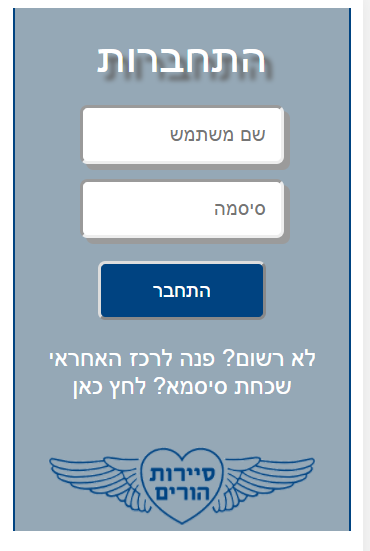 התחברות
שם משתמש
סיסמה
התחבר
לא רשום? פנה לרכז האחראי
שכחת סיסמא? לחץ כאן
סיירות
הורים